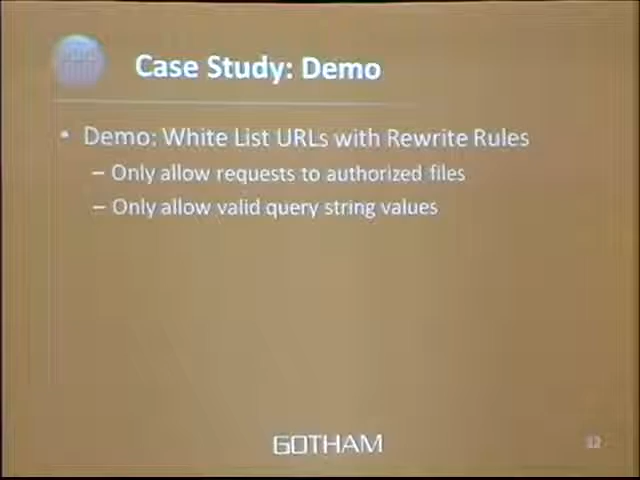 Case Study: Demo
• Demo: White List URLs with Rewrite Rules
– Only allow requests to authorized files
– Only allow valid query string values
GOTHAM